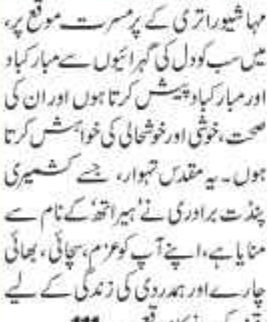 مہا شیوراتری کے پرمسرت موقع پر،
میں سب کو دل کی گہرائیوں سے مبارکباد
اور مبارکباد پیش کرتا ہوں اور ان کی
صحت، خوشی اور خوشحالی کی خواہش کرتا
ہوں۔ یہ مقدس تہوار، جسے کشمیری
پنڈت برادری نے 'ہیراتھ' کے نام سے
منایا ہے، اپنے آپ کو عزم، سچائی، بھائی
چارے اور ہمدردی کی زندگی کے لیے